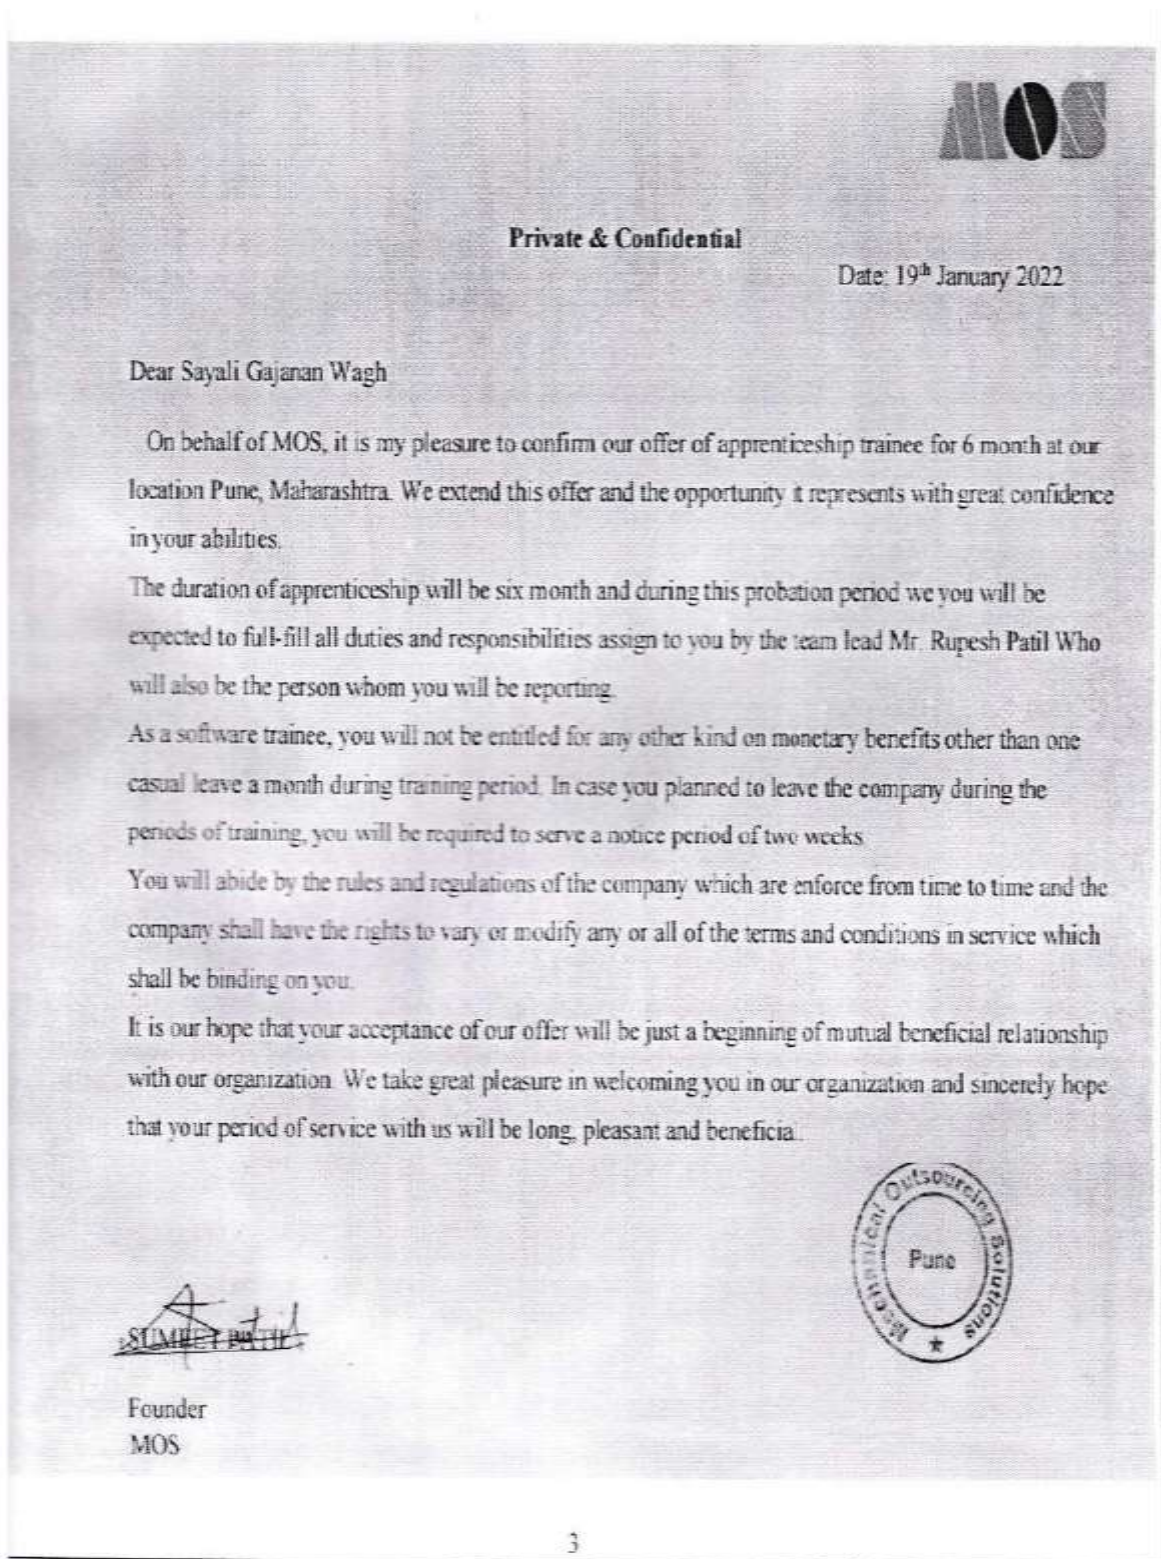 MOS
Private & Confidential
Date: 19th January 2022
Dear Sayali Gajanan Wagh
On behalf of MOS, it is my pleasure to confirm our offer of apprenticeship trainee for 6 month at our
location Pune, Maharashtra. We extend this offer and the opportunity it represents with great confidence
in your abilities.
The duration of apprenticeship will be six month and during this probation period we you will be
expected to full-fill all duties and responsibilities assign to you by the team lead Mr. Rupesh Patil Who
will also be the person whom you will be reporting.
As a software trainee, you will not be entitled for any other kind on monetary benefits other than one
casual leave a month during training period. In case you planned to leave the company during the
periods of training, you will be required to serve a notice period of two weeks.
You will abide by the rules and regulations of the company which are enforce from time to time and the
company shall have the rights to vary or modify any or all of the terms and conditions in service which
shall be binding on you.
It is our hope that your acceptance of our offer will be just a beginning of mutual beneficial relationship
with our organization. We take great pleasure in welcoming you in our organization and sincerely hope
that your period of service with us will be long, pleasant and beneficial.
Mechanical Outsourcing Solutions
Pune
SUMEET PATIL
Founder
MOS
3